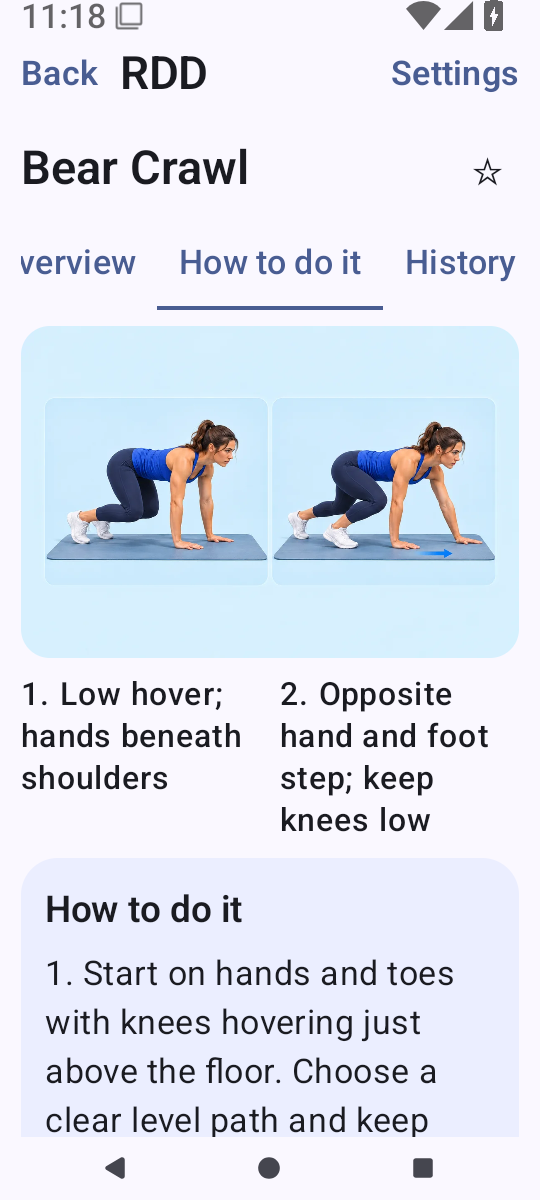 11:18
Back RDD Settings
Bear Crawl
verview How to do it History
1. Low hover;
hands beneath
shoulders
2. Opposite
hand and foot
step; keep
knees low
How to do it
1. Start on hands and toes
with knees hovering just
above the floor. Choose a
clear level path and keep